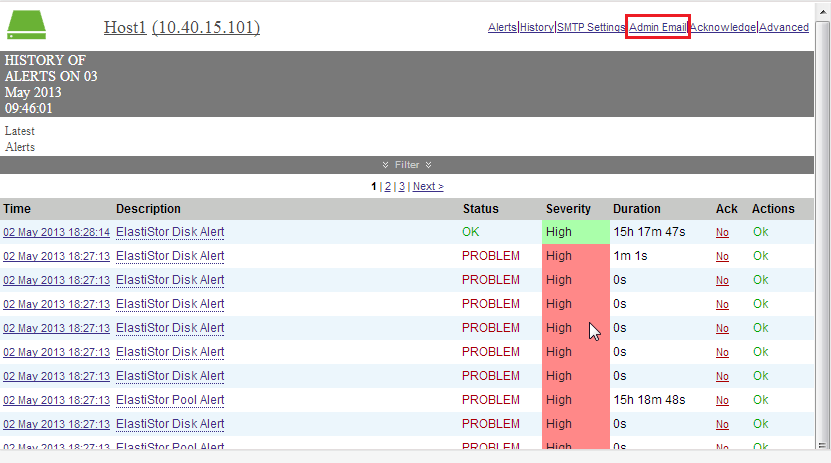 Host1 (10.40.15.101) Alerts|History|SMTP Settings|Admin Email|Acknowledge|Advanced
HISTORY OF
ALERTS ON 03
May 2013
09:46:01
Latest
Alerts
Filter
1 | 2 | 3 | Next >
Time Description Status Severity Duration Ack Actions
02 May 2013 18:28:14 ElastiStor Disk Alert OK High 15h 17m 47s No Ok
02 May 2013 18:27:13 ElastiStor Disk Alert PROBLEM High 1m 1s No Ok
02 May 2013 18:27:13 ElastiStor Disk Alert PROBLEM High 0s No Ok
02 May 2013 18:27:13 ElastiStor Disk Alert PROBLEM High 0s No Ok
02 May 2013 18:27:13 ElastiStor Disk Alert PROBLEM High 0s No Ok
02 May 2013 18:27:13 ElastiStor Disk Alert PROBLEM High 0s No Ok
02 May 2013 18:27:13 ElastiStor Disk Alert PROBLEM High 0s No Ok
02 May 2013 18:27:13 ElastiStor Pool Alert PROBLEM High 15h 18m 48s No Ok
02 May 2013 18:27:13 ElastiStor Disk Alert PROBLEM High 0s No Ok
02 May 2013 18:27:13 ElastiStor Pool Alert PROBLEM High 0s No Ok